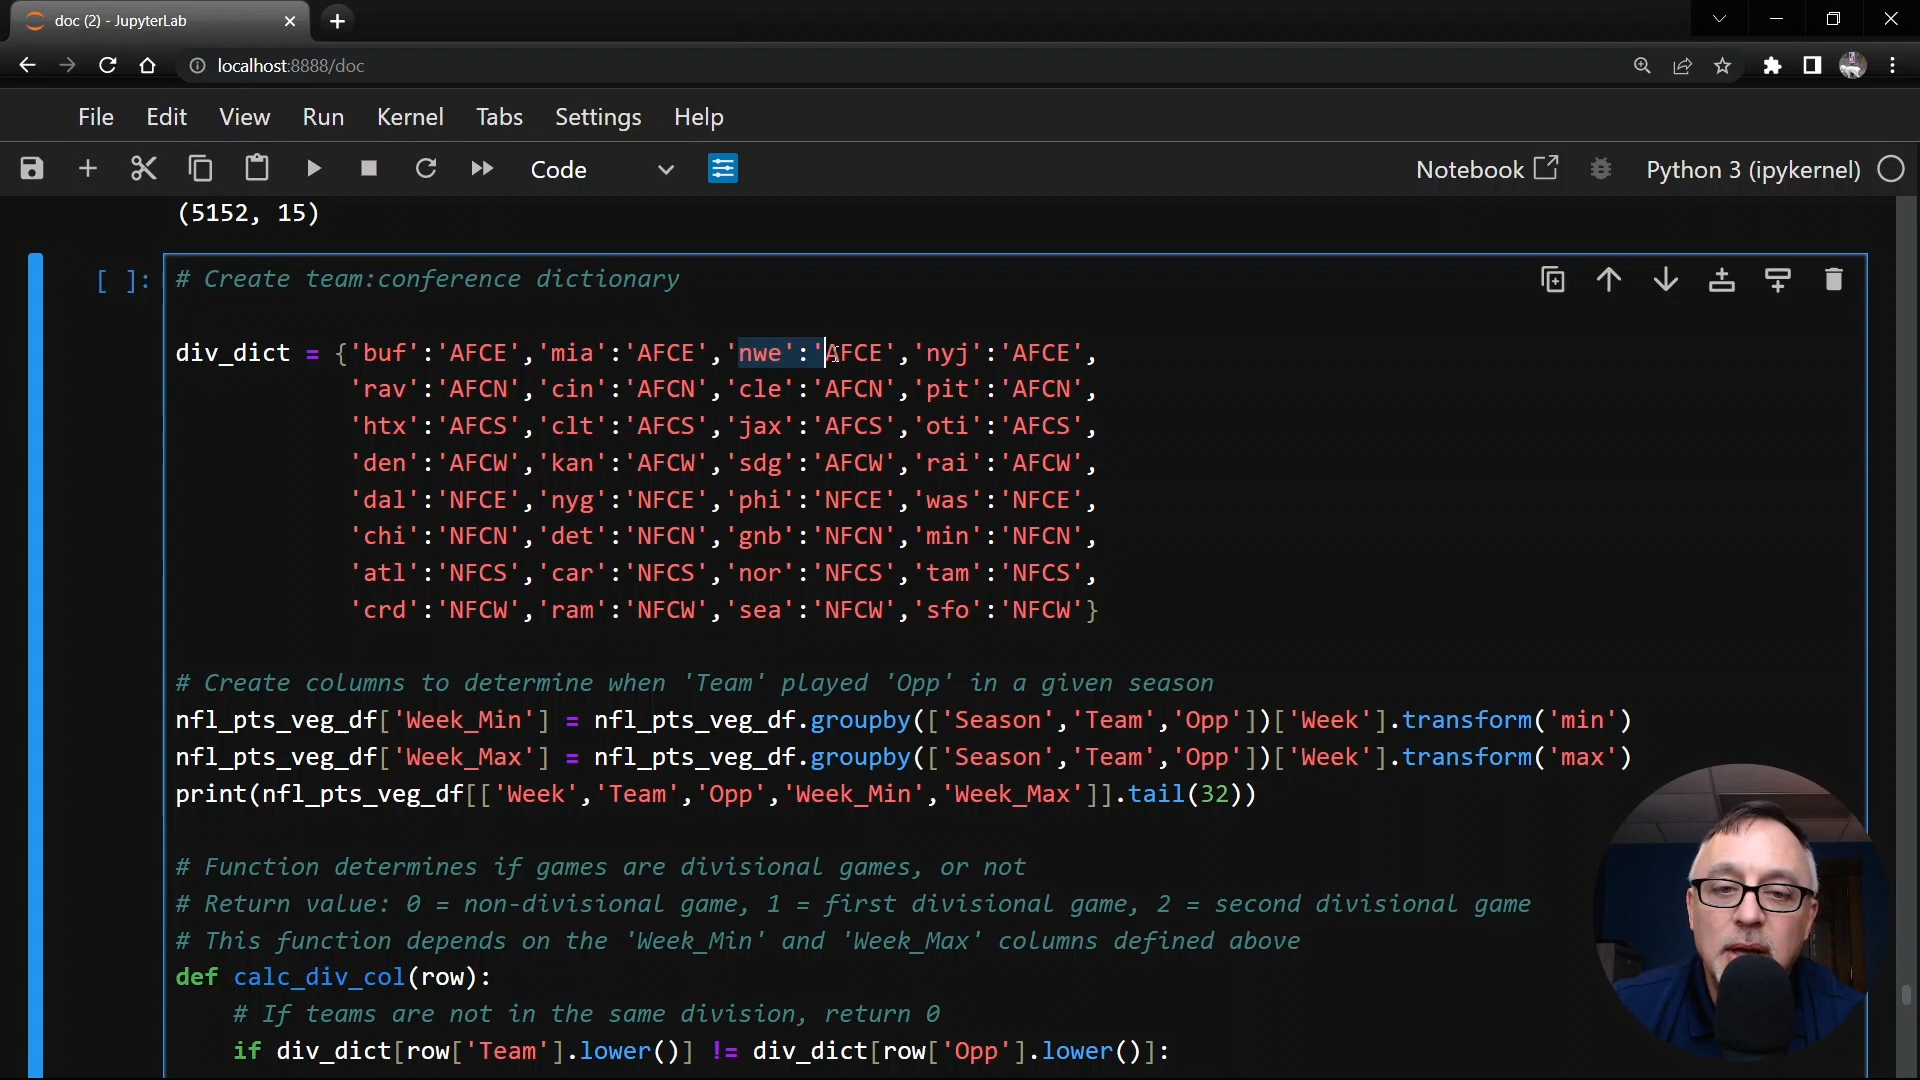 doc (2) - JupyterLab
localhost:8888/doc
File Edit View Run Kernel Tabs Settings Help
Code Notebook Python 3 (ipykernel)
(5152, 15)
[ ]: # Create team:conference dictionary
div_dict = {'buf':'AFCE','mia':'AFCE','nwe':'AFCE','nyj':'AFCE',
'rav':'AFCN','cin':'AFCN','cle':'AFCN','pit':'AFCN',
'htx':'AFCS','clt':'AFCS','jax':'AFCS','oti':'AFCS',
'den':'AFCW','kan':'AFCW','sdg':'AFCW','rai':'AFCW',
'dal':'NFCE','nyg':'NFCE','phi':'NFCE','was':'NFCE',
'chi':'NFCN','det':'NFCN','gnb':'NFCN','min':'NFCN',
'atl':'NFCS','car':'NFCS','nor':'NFCS','tam':'NFCS',
'crd':'NFCW','ram':'NFCW','sea':'NFCW','sfo':'NFCW'}
# Create columns to determine when 'Team' played 'Opp' in a given season
nfl_pts_veg_df['Week_Min'] = nfl_pts_veg_df.groupby(['Season','Team','Opp'])['Week'].transform('min')
nfl_pts_veg_df['Week_Max'] = nfl_pts_veg_df.groupby(['Season','Team','Opp'])['Week'].transform('max')
print(nfl_pts_veg_df[['Week','Team','Opp','Week_Min','Week_Max']].tail(32))
# Function determines if games are divisional games, or not
# Return value: 0 = non-divisional game, 1 = first divisional game, 2 = second divisional game
# This function depends on the 'Week_Min' and 'Week_Max' columns defined above
def calc_div_col(row):
# If teams are not in the same division, return 0
if div_dict[row['Team'].lower()] != div_dict[row['Opp'].lower()]: